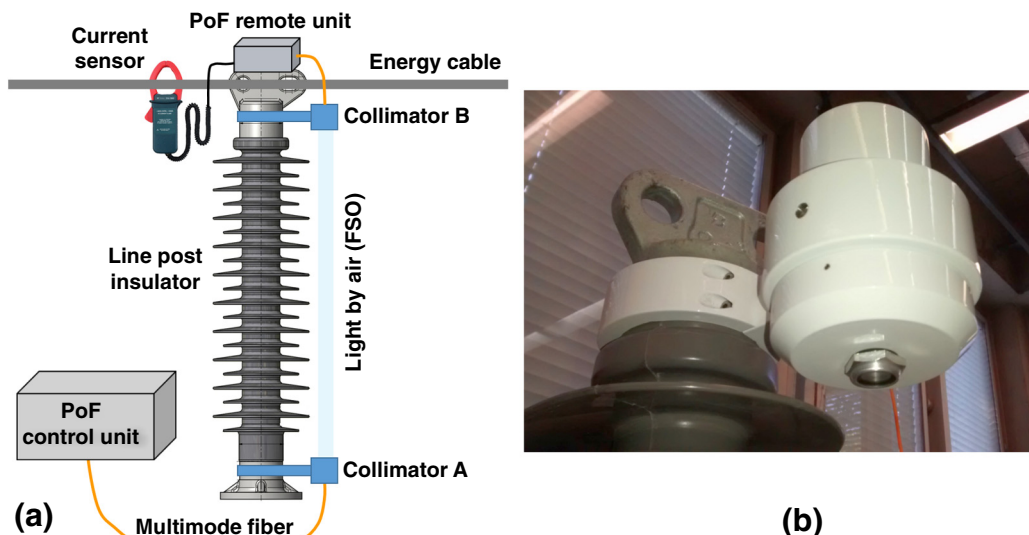 PoF remote unit
Current
sensor
Energy cable
Collimator B
Line post
insulator
Light by air (FSO)
PoF
control unit
Collimator A
Multimode fiber
(a)
(b)